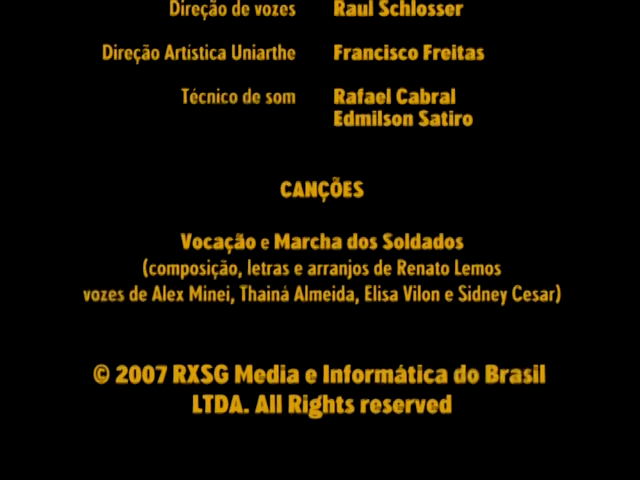 Direção de vozes Raul Schlosser
Direção Artística Uniarthe Francisco Freitas
Técnico de som Rafael Cabral
Edmilson Satiro
CANÇÕES
Vocação e Marcha dos Soldados
(composição, letras e arranjos de Renato Lemos
vozes de Alex Minei, Thainá Almeida, Elisa Vilon e Sidney Cesar)
© 2007 RXSG Media e Informática do Brasil
LTDA. All Rights reserved